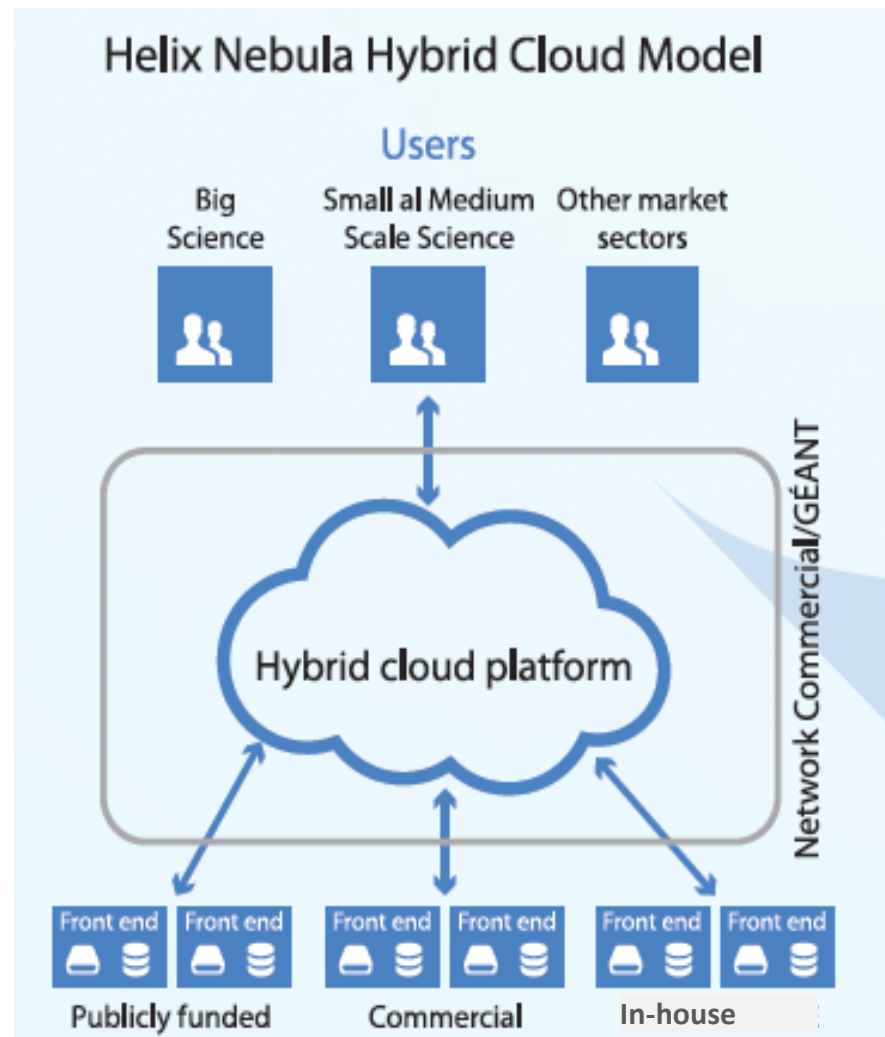 Helix Nebula Hybrid Cloud Model
Users
Big
Science
Small al Medium
Scale Science
Other market
sectors
Network Commercial/GÉANT
Hybrid cloud platform
Front end
Front end
Front end
Front end
Front end
Front end
Publicly funded
Commercial
In-house